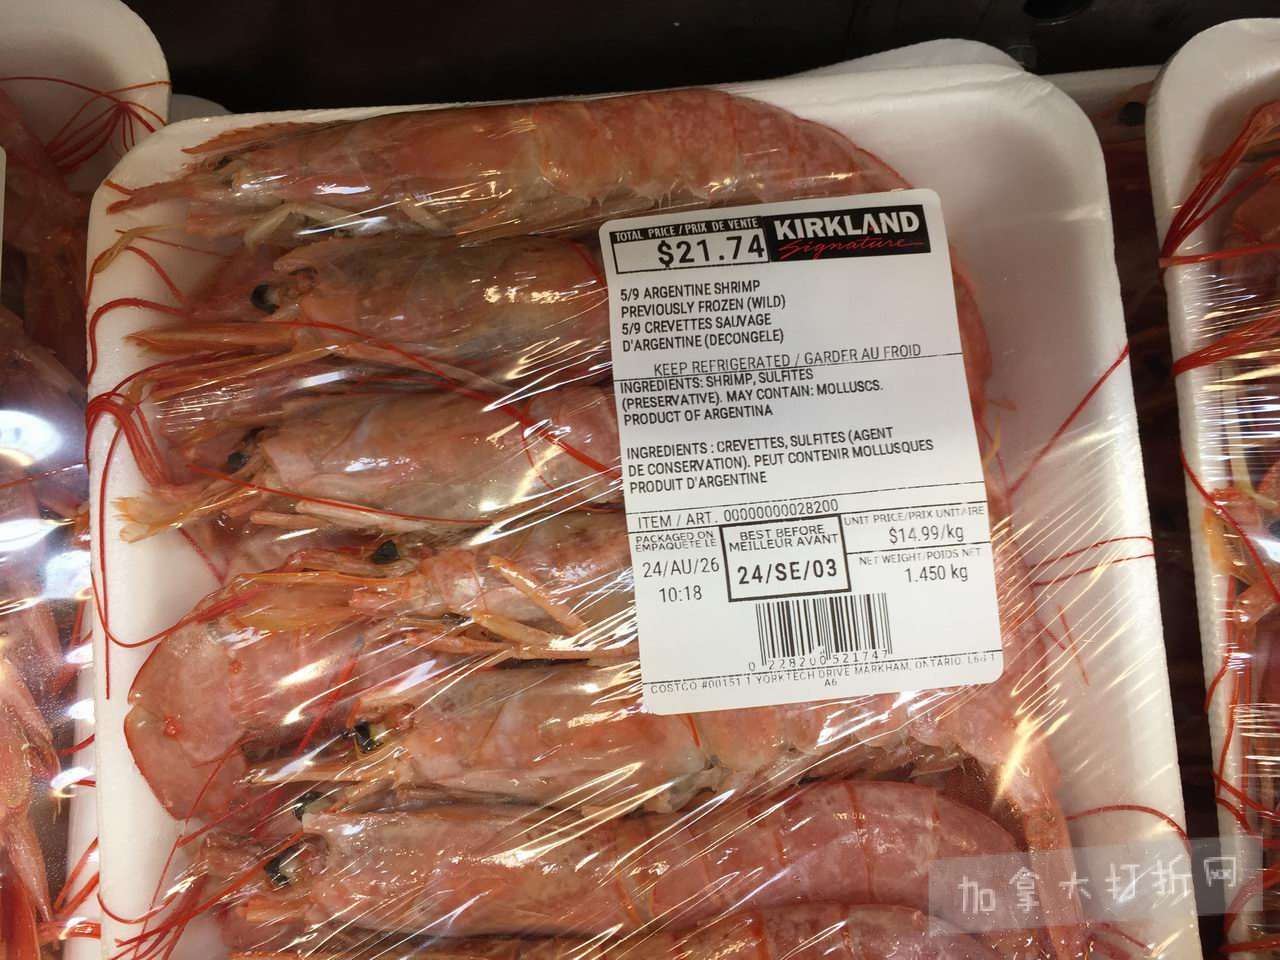 TOTAL PRICE / PRIX DE VENTE
$21.74
KIRKLAND
Signature
5/9 ARGENTINE SHRIMP
PREVIOUSLY FROZEN (WILD)
5/9 CREVETTES SAUVAGE
D'ARGENTINE (DECONGELE)
KEEP REFRIGERATED / GARDER AU FROID
INGREDIENTS: SHRIMP, SULFITES
(PRESERVATIVE). MAY CONTAIN: MOLLUSCS.
PRODUCT OF ARGENTINA
INGREDIENTS : CREVETTES, SULFITES (AGENT
DE CONSERVATION). PEUT CONTENIR MOLLUSQUES
PRODUIT D'ARGENTINE
ITEM / ART. 00000000028200
PACKAGED ON
EMPAQUETÉ LE
24/AU/26
10:18
BEST BEFORE
MEILLEUR AVANT
24/SE/03
UNIT PRICE/PRIX UNITAIRE
$14.99/kg
NET WEIGHT/POIDS NET
1.450 kg
0 228200 521747
COSTCO #00151 1 YORKTECH DRIVE MARKHAM, ONTARIO,
A6
加拿大打折网